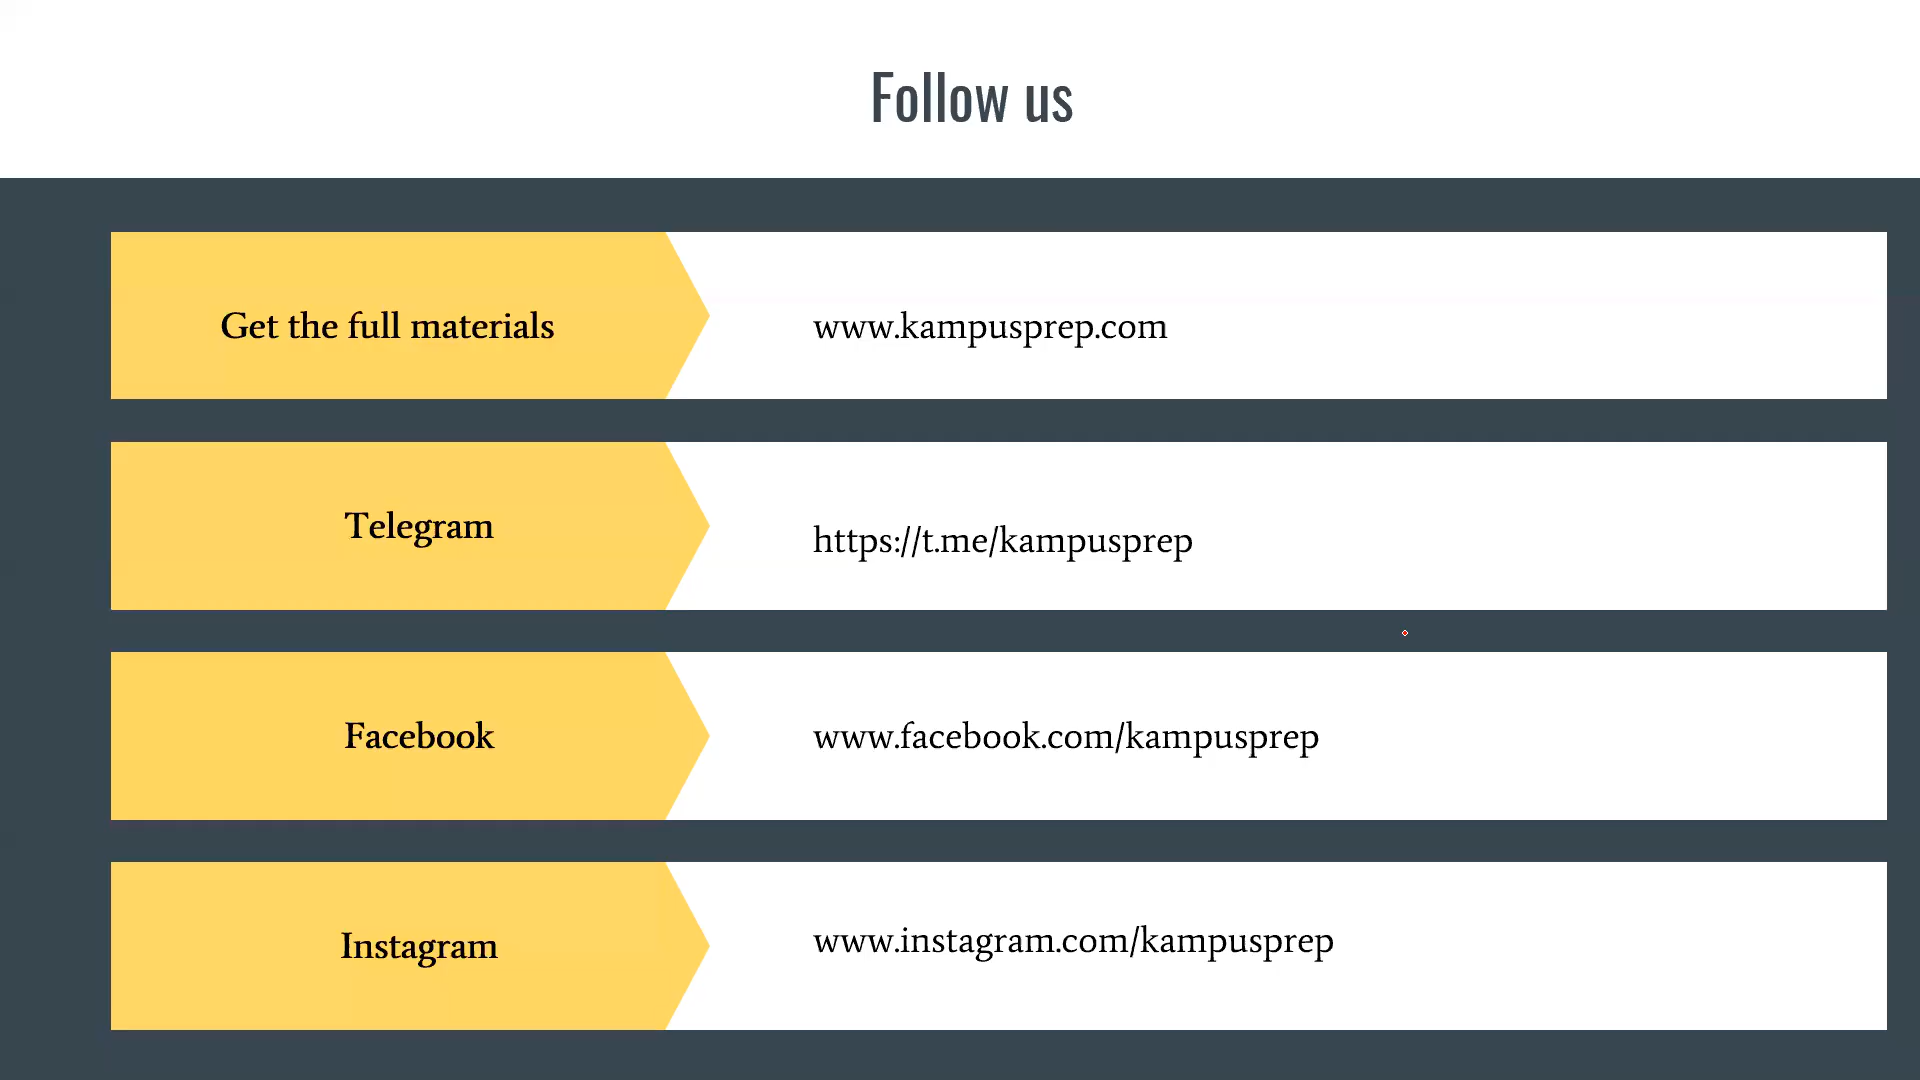 Follow us
Get the full materials
www.kampusprep.com
Telegram
https://t.me/kampusprep
Facebook
www.facebook.com/kampusprep
Instagram
www.instagram.com/kampusprep